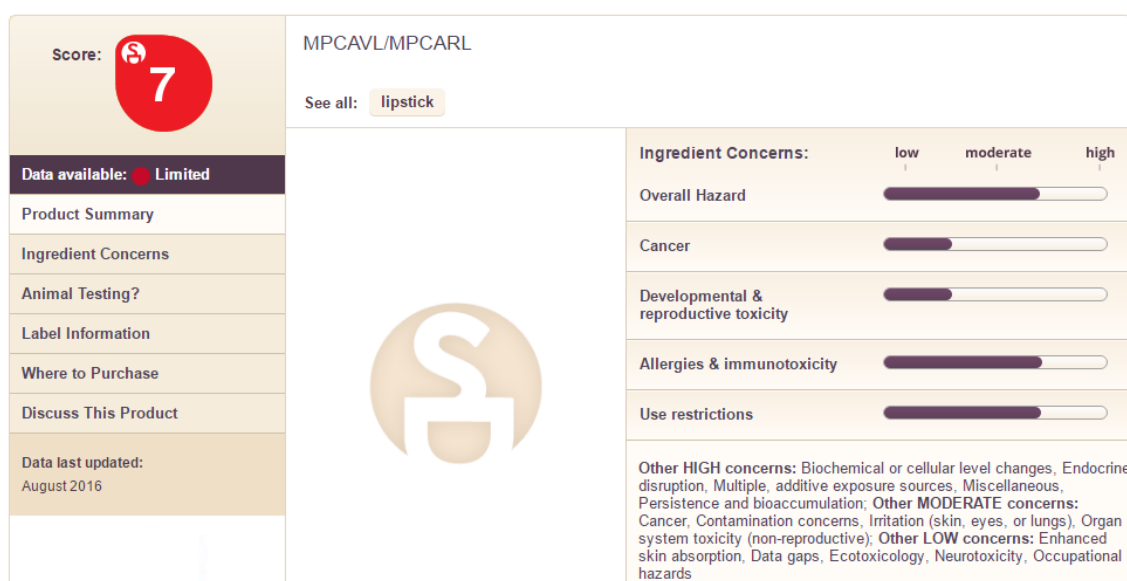 Score:
7
MPCAVL/MPCARL
See all: lipstick
Data available: Limited
Product Summary
Ingredient Concerns
Animal Testing?
Label Information
Where to Purchase
Discuss This Product
Data last updated:
August 2016
Ingredient Concerns: low moderate high
Overall Hazard
Cancer
Developmental &
reproductive toxicity
Allergies & immunotoxicity
Use restrictions
Other HIGH concerns: Biochemical or cellular level changes, Endocrine
disruption, Multiple, additive exposure sources, Miscellaneous,
Persistence and bioaccumulation; Other MODERATE concerns:
Cancer, Contamination concerns, Irritation (skin, eyes, or lungs), Organ
system toxicity (non-reproductive); Other LOW concerns: Enhanced
skin absorption, Data gaps, Ecotoxicology, Neurotoxicity, Occupational
hazards